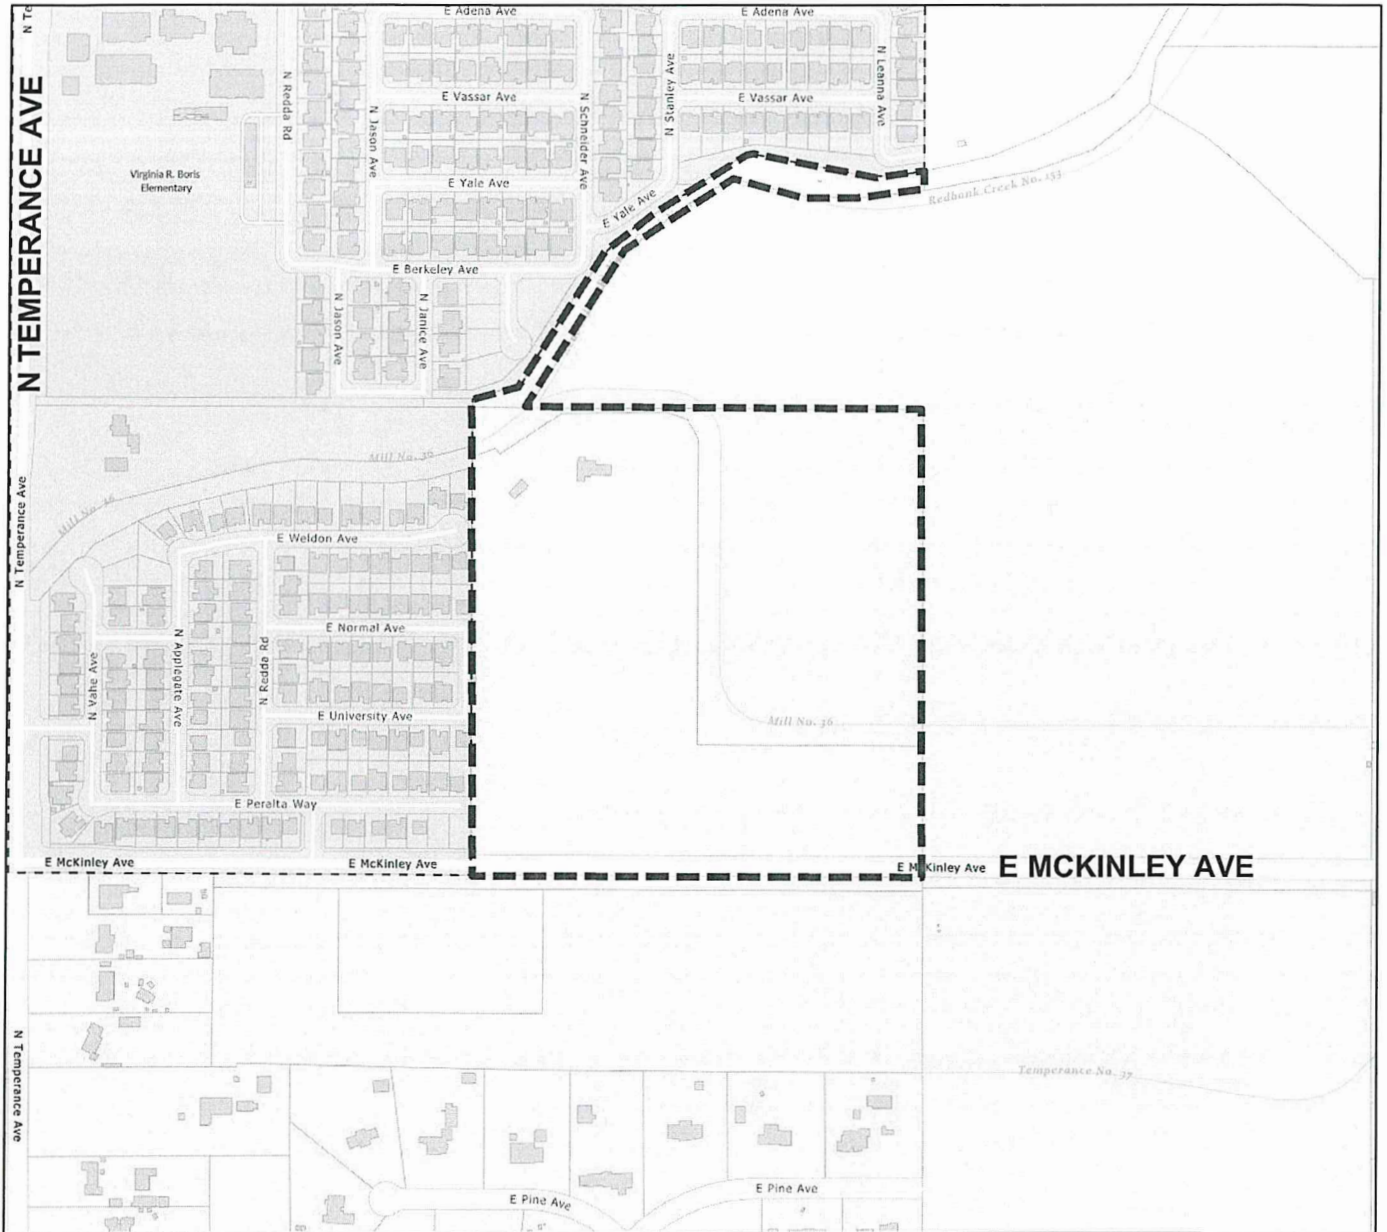 N Te
E Adena Ave
E Adena Ave
N TEMPERANCE AVE
N Redda Rd
N Jason Ave
E Vassar Ave
N Schneider Ave
N Stanley Ave
E Vassar Ave
N Leanna Ave
Virginia R. Boris
Elementary
E Yale Ave
E Yale Ave
Redbank Creek No. 153
E Berkeley Ave
N Jason Ave
N Janice Ave
Mill No. 36
Mill No. 36
N Temperance Ave
E Weldon Ave
E Normal Ave
N Vahe Ave
N Applegate Ave
N Redda Rd
E University Ave
Mill No. 36
E Peralta Way
E McKinley Ave
E McKinley Ave
E McKinley Ave
E MCKINLEY AVE
N Temperance Ave
Temperance No. 37
E Pine Ave
E Pine Ave